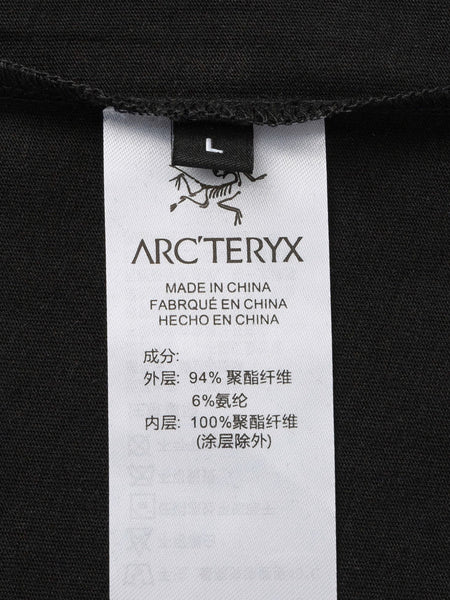 L
ARC'TERYX
MADE IN CHINA
FABRQUÉ EN CHINA
HECHO EN CHINA
成分:
外层: 94% 聚酯纤维
6%氨纶
内层: 100%聚酯纤维
(涂层除外)